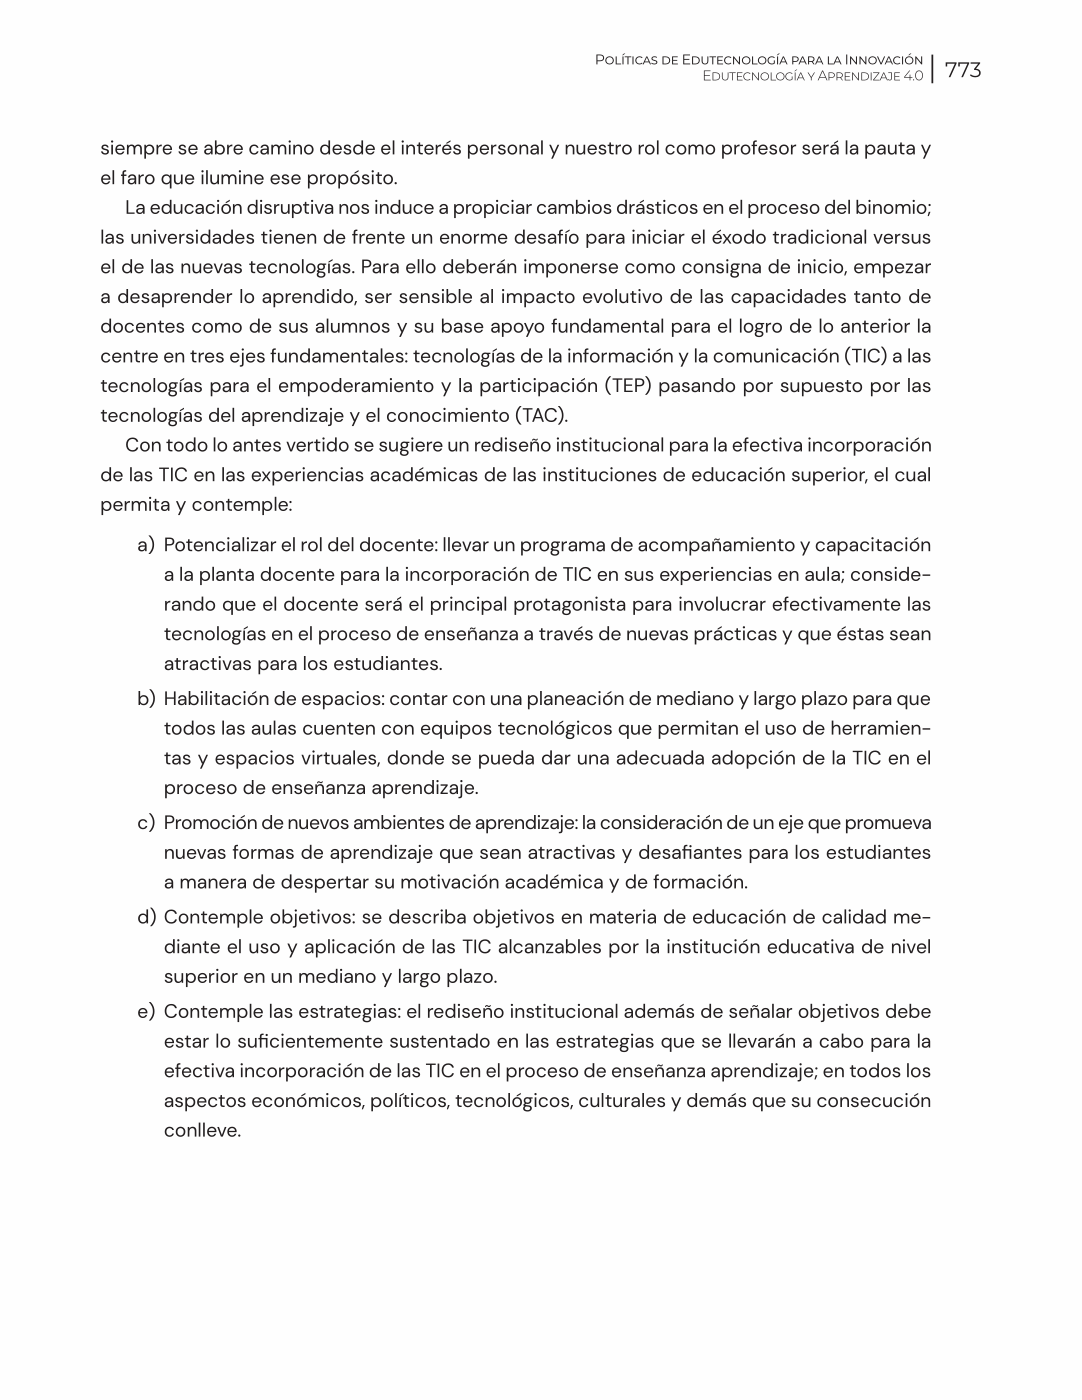 Políticas de Edutecnología para la Innovación
Edutecnología y Aprendizaje 4.0
773
siempre se abre camino desde el interés personal y nuestro rol como profesor será la pauta y
el faro que ilumine ese propósito.
La educación disruptiva nos induce a propiciar cambios drásticos en el proceso del binomio;
las universidades tienen de frente un enorme desafío para iniciar el éxodo tradicional versus
el de las nuevas tecnologías. Para ello deberán imponerse como consigna de inicio, empezar
a desaprender lo aprendido, ser sensible al impacto evolutivo de las capacidades tanto de
docentes como de sus alumnos y su base apoyo fundamental para el logro de lo anterior la
centre en tres ejes fundamentales: tecnologías de la información y la comunicación (TIC) a las
tecnologías para el empoderamiento y la participación (TEP) pasando por supuesto por las
tecnologías del aprendizaje y el conocimiento (TAC).
Con todo lo antes vertido se sugiere un rediseño institucional para la efectiva incorporación
de las TIC en las experiencias académicas de las instituciones de educación superior, el cual
permita y contemple:
a) Potencializar el rol del docente: llevar un programa de acompañamiento y capacitación
a la planta docente para la incorporación de TIC en sus experiencias en aula; conside-
rando que el docente será el principal protagonista para involucrar efectivamente las
tecnologías en el proceso de enseñanza a través de nuevas prácticas y que éstas sean
atractivas para los estudiantes.
b) Habilitación de espacios: contar con una planeación de mediano y largo plazo para que
todos las aulas cuenten con equipos tecnológicos que permitan el uso de herramien-
tas y espacios virtuales, donde se pueda dar una adecuada adopción de la TIC en el
proceso de enseñanza aprendizaje.
c) Promoción de nuevos ambientes de aprendizaje: la consideración de un eje que promueva
nuevas formas de aprendizaje que sean atractivas y desafiantes para los estudiantes
a manera de despertar su motivación académica y de formación.
d) Contemple objetivos: se describa objetivos en materia de educación de calidad me-
diante el uso y aplicación de las TIC alcanzables por la institución educativa de nivel
superior en un mediano y largo plazo.
e) Contemple las estrategias: el rediseño institucional además de señalar objetivos debe
estar lo suficientemente sustentado en las estrategias que se llevarán a cabo para la
efectiva incorporación de las TIC en el proceso de enseñanza aprendizaje; en todos los
aspectos económicos, políticos, tecnológicos, culturales y demás que su consecución
conlleve.